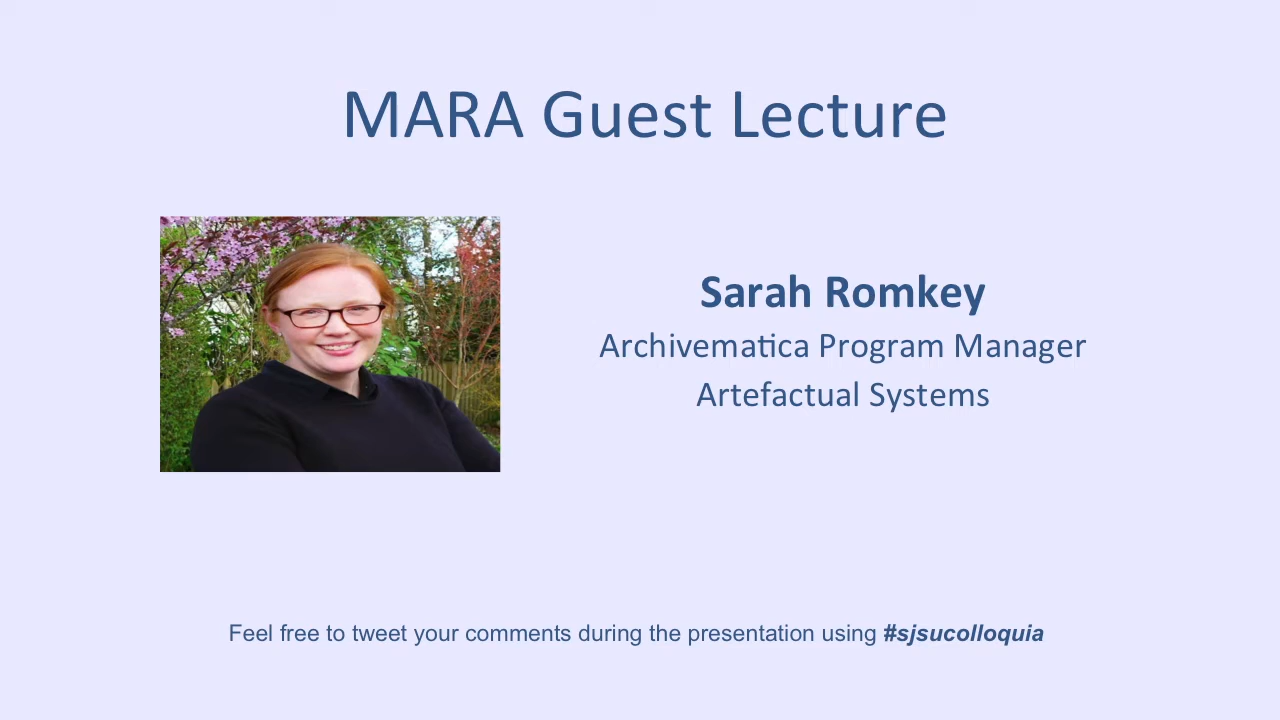 MARA Guest Lecture
Sarah Romkey
Archivematica Program Manager
Artefactual Systems
Feel free to tweet your comments during the presentation using #sjsucolloquia